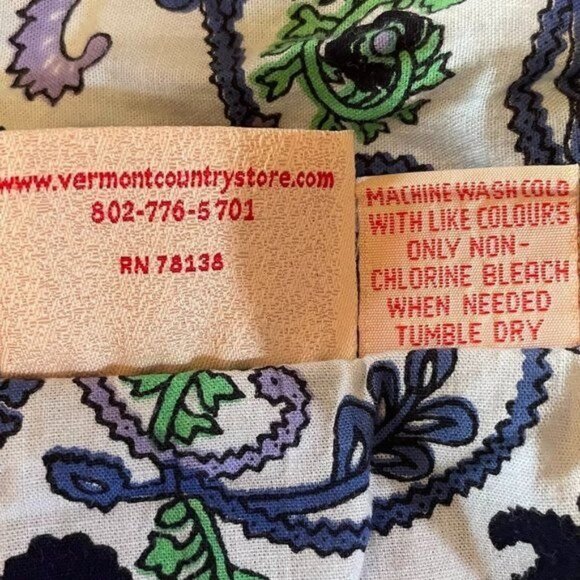 www.vermontcountrystore.com
802-776-5701
RN 78138
MACHINE WASH COLD
WITH LIKE COLOURS
ONLY NON-
CHLORINE BLEACH
WHEN NEEDED
TUMBLE DRY